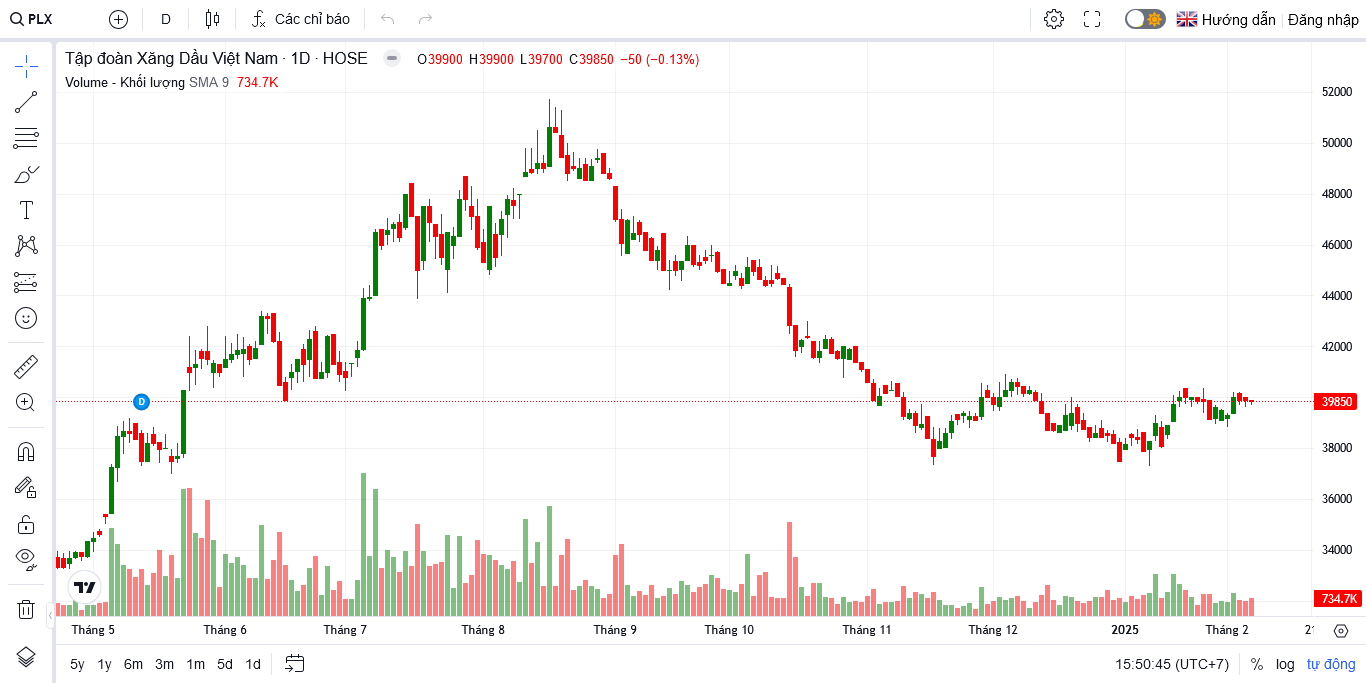 PLX D Các chỉ báo Hướng dẫn Đăng nhập
Tập đoàn Xăng Dầu Việt Nam · 1D · HOSE O39900 H39900 L39700 C39850 −50 (−0.13%)
Volume - Khối lượng SMA 9 734.7K
52000
50000
48000
46000
44000
42000
39850
D
38000
36000
34000
734.7K
Tháng 5 Tháng 6 Tháng 7 Tháng 8 Tháng 9 Tháng 10 Tháng 11 Tháng 12 2025 Tháng 2
5y 1y 6m 3m 1m 5d 1d 15:50:45 (UTC+7) % log tự động